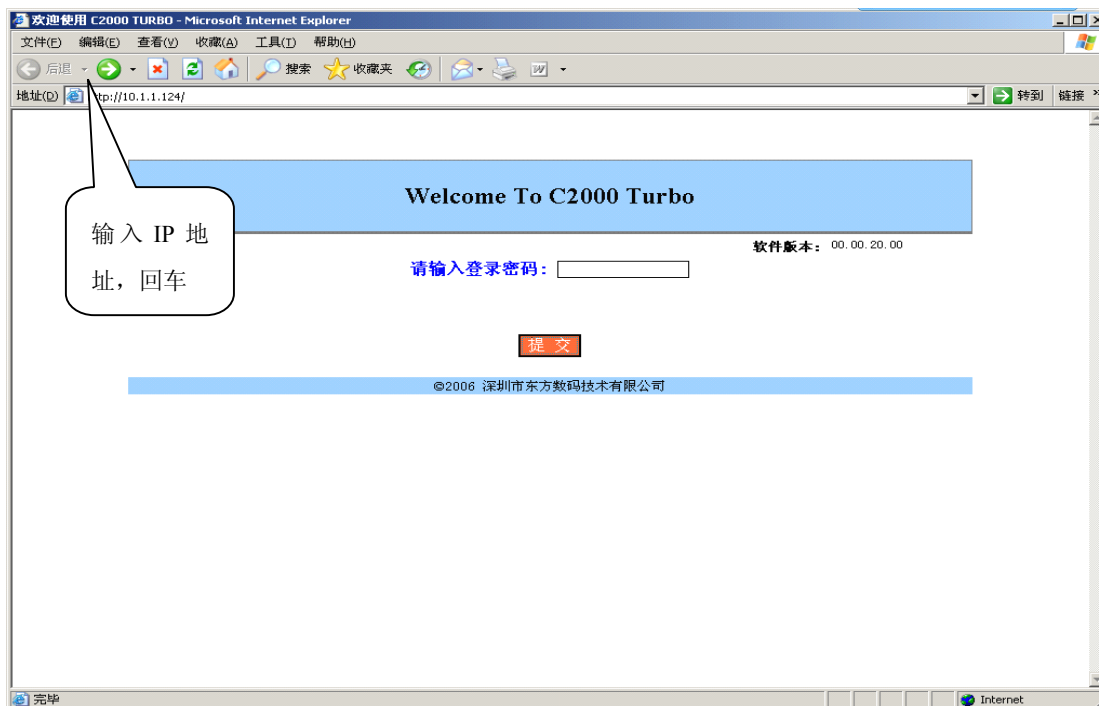 欢迎使用 C2000 TURBO - Microsoft Internet Explorer
文件(F) 编辑(E) 查看(V) 收藏(A) 工具(T) 帮助(H)
后退 搜索 收藏夹
地址(D) ttp://10.1.1.124/ 转到 链接 »
Welcome To C2000 Turbo
输入 IP 地
址，回车
软件版本： 00.00.20.00
请输入登录密码：
提 交
©2006 深圳市东方数码技术有限公司
完毕 Internet